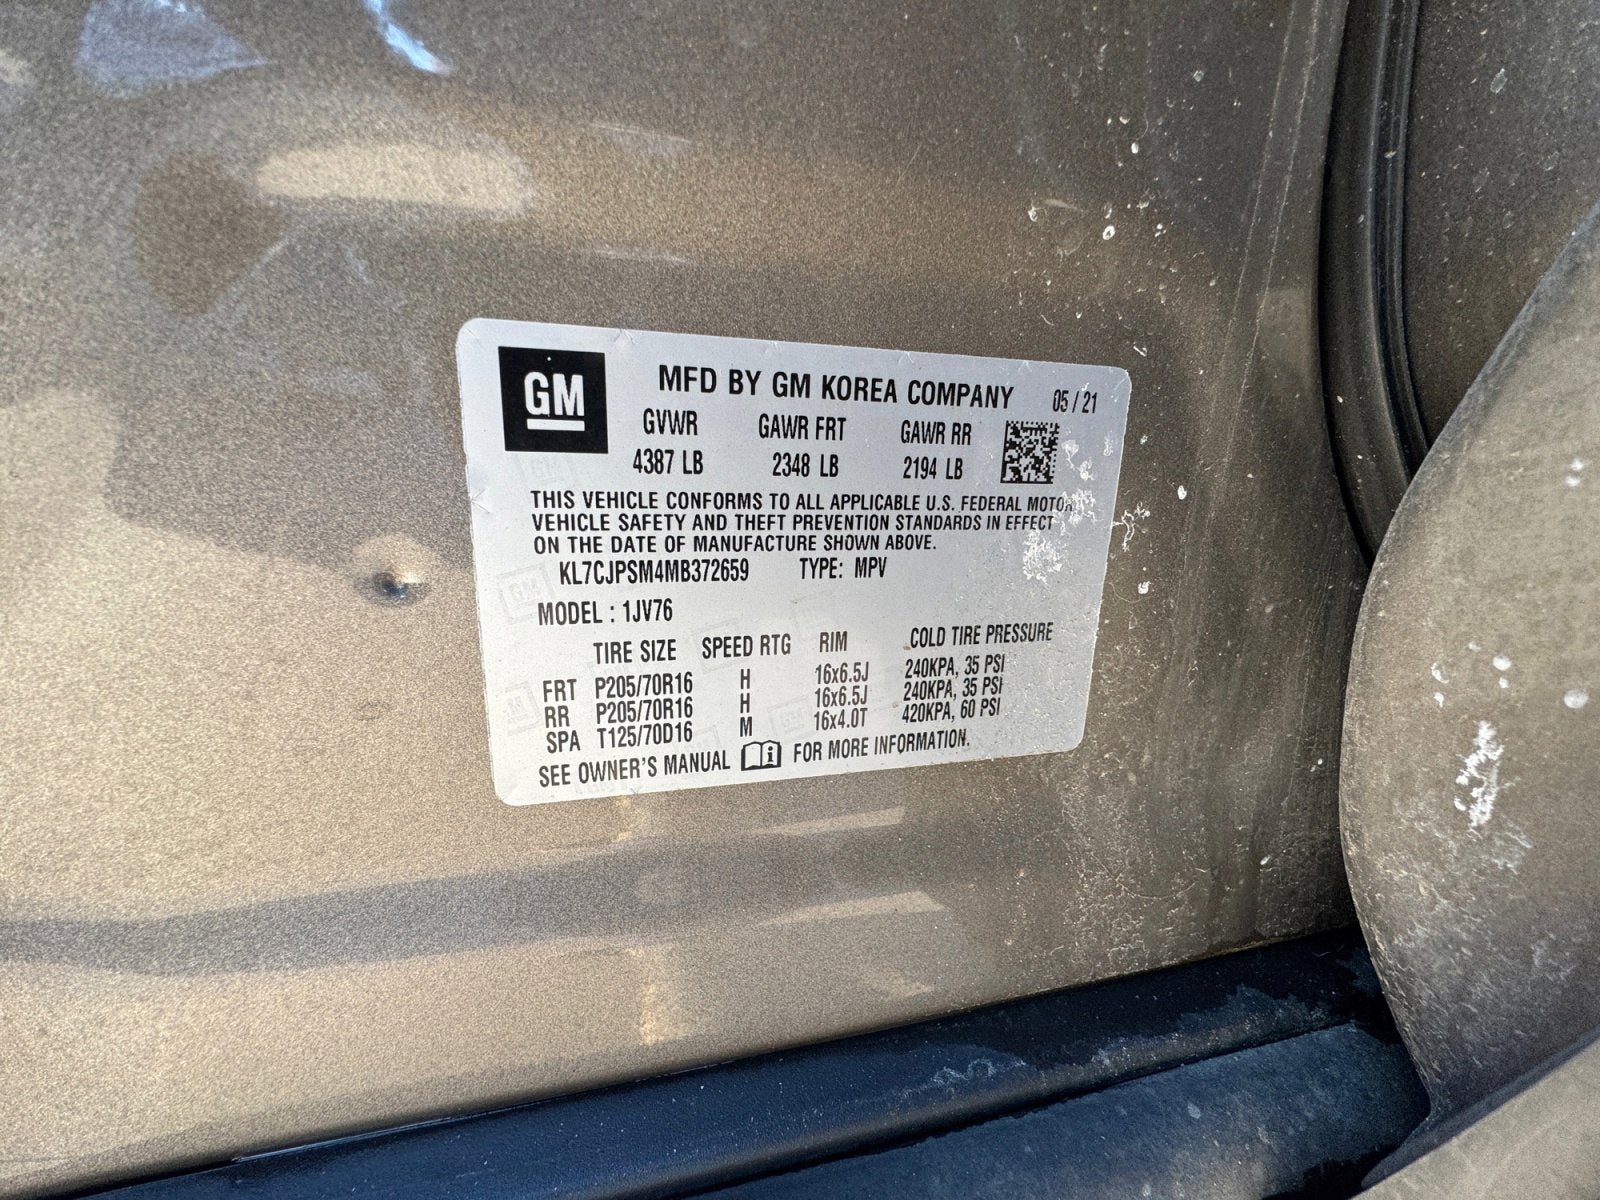 GM
MFD BY GM KOREA COMPANY 05 / 21
GVWR GAWR FRT GAWR RR
4387 LB 2348 LB 2194 LB
THIS VEHICLE CONFORMS TO ALL APPLICABLE U.S. FEDERAL MOTOR
VEHICLE SAFETY AND THEFT PREVENTION STANDARDS IN EFFECT
ON THE DATE OF MANUFACTURE SHOWN ABOVE.
KL7CJPSM4MB372659 TYPE: MPV
MODEL : 1JV76
TIRE SIZE SPEED RTG RIM COLD TIRE PRESSURE
FRT P205/70R16 H 16x6.5J 240KPA, 35 PSI
RR P205/70R16 H 16x6.5J 240KPA, 35 PSI
SPA T125/70D16 M 16x4.0T 420KPA, 60 PSI
SEE OWNER'S MANUAL i FOR MORE INFORMATION.